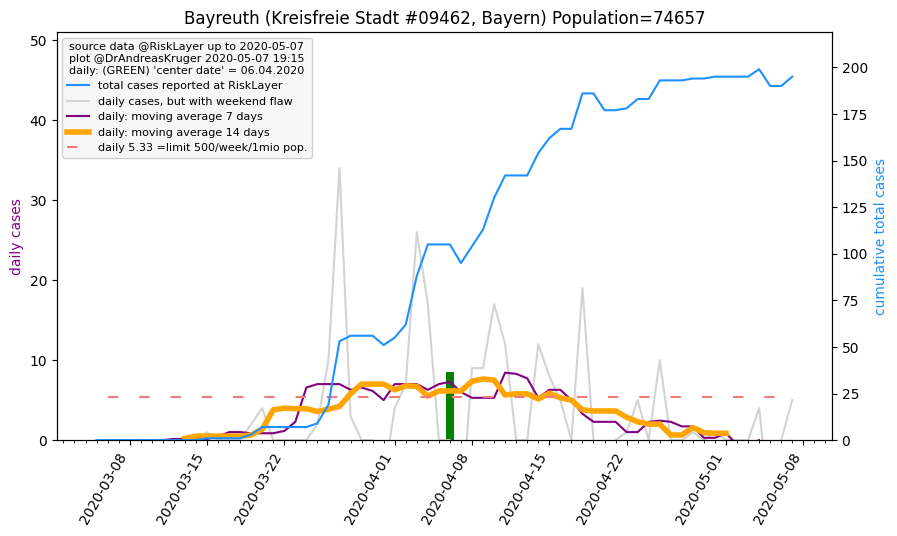 Bayreuth (Kreisfreie Stadt #09462, Bayern) Population=74657
source data @RiskLayer up to 2020-05-07
plot @DrAndreasKruger 2020-05-07 19:15
daily: (GREEN) 'center date' = 06.04.2020
total cases reported at RiskLayer
daily cases, but with weekend flaw
daily: moving average 7 days
daily: moving average 14 days
daily 5.33 =limit 500/week/1mio pop.
daily cases
50
40
30
20
10
0
cumulative total cases
200
175
150
125
100
75
50
25
0
2020-03-08
2020-03-15
2020-03-22
2020-04-01
2020-04-08
2020-04-15
2020-04-22
2020-05-01
2020-05-08